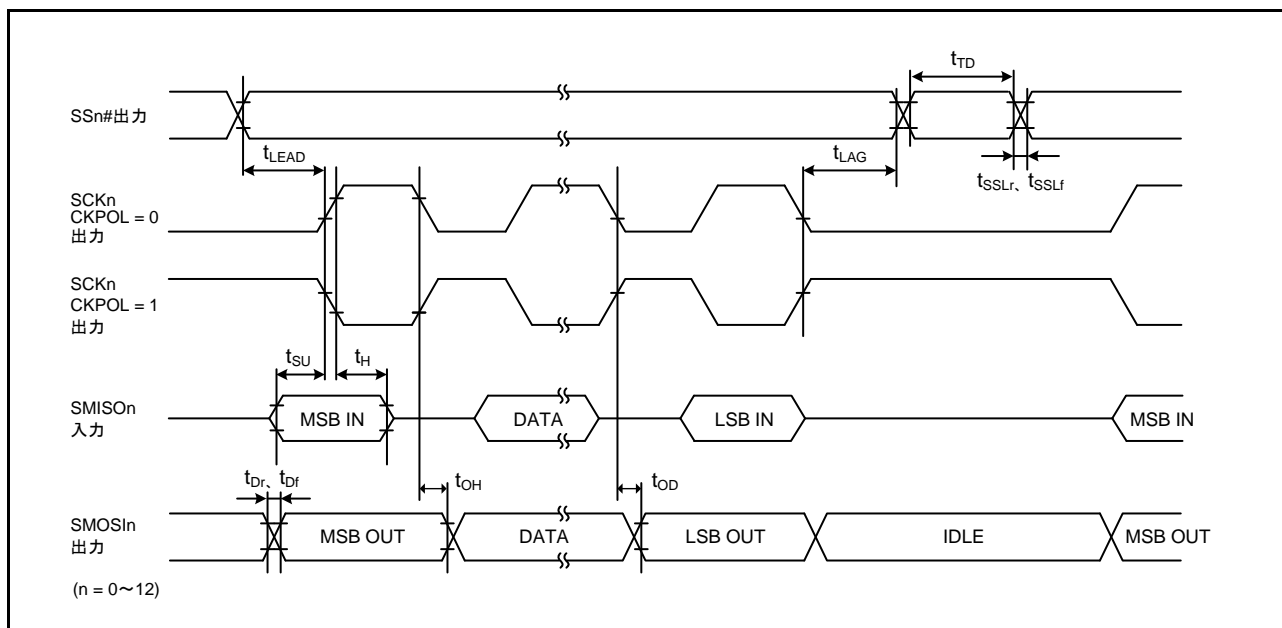 tTD
SSn#出力
tLEAD
tLAG
tSSLr、tSSLf
SCKn
CKPOL = 0
出力
SCKn
CKPOL = 1
出力
tSU
tH
SMISOn
入力
MSB IN
DATA
LSB IN
MSB IN
tDr、tDf
tOH
tOD
SMOSIn
出力
MSB OUT
DATA
LSB OUT
IDLE
MSB OUT
(n = 0～12)